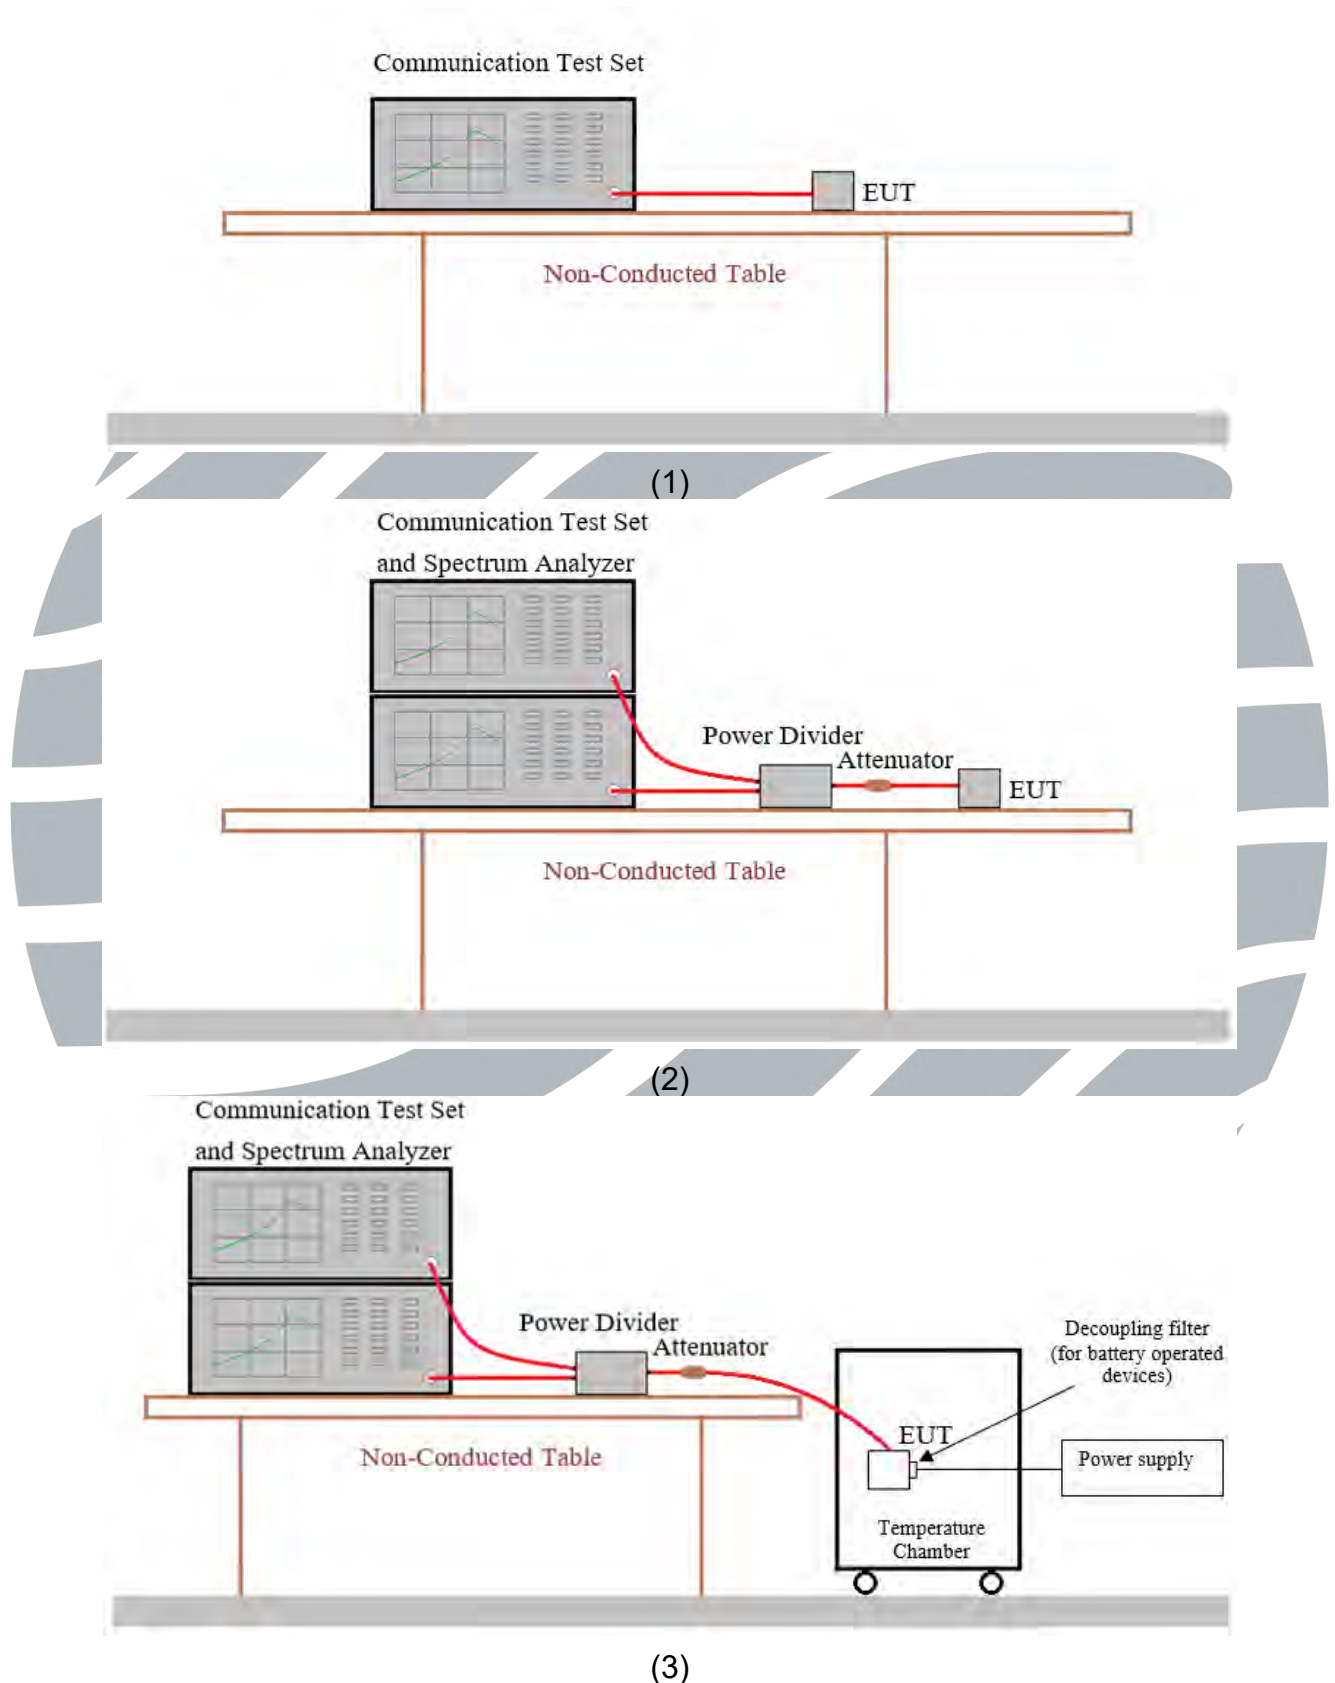 Communication Test Set
EUT
Non-Conducted Table
(1)
Communication Test Set
and Spectrum Analyzer
Power Divider
Attenuator
EUT
Non-Conducted Table
(2)
Communication Test Set
and Spectrum Analyzer
Power Divider
Attenuator
Decoupling filter
(for battery operated
devices)
EUT
Power supply
Non-Conducted Table
Temperature
Chamber
(3)